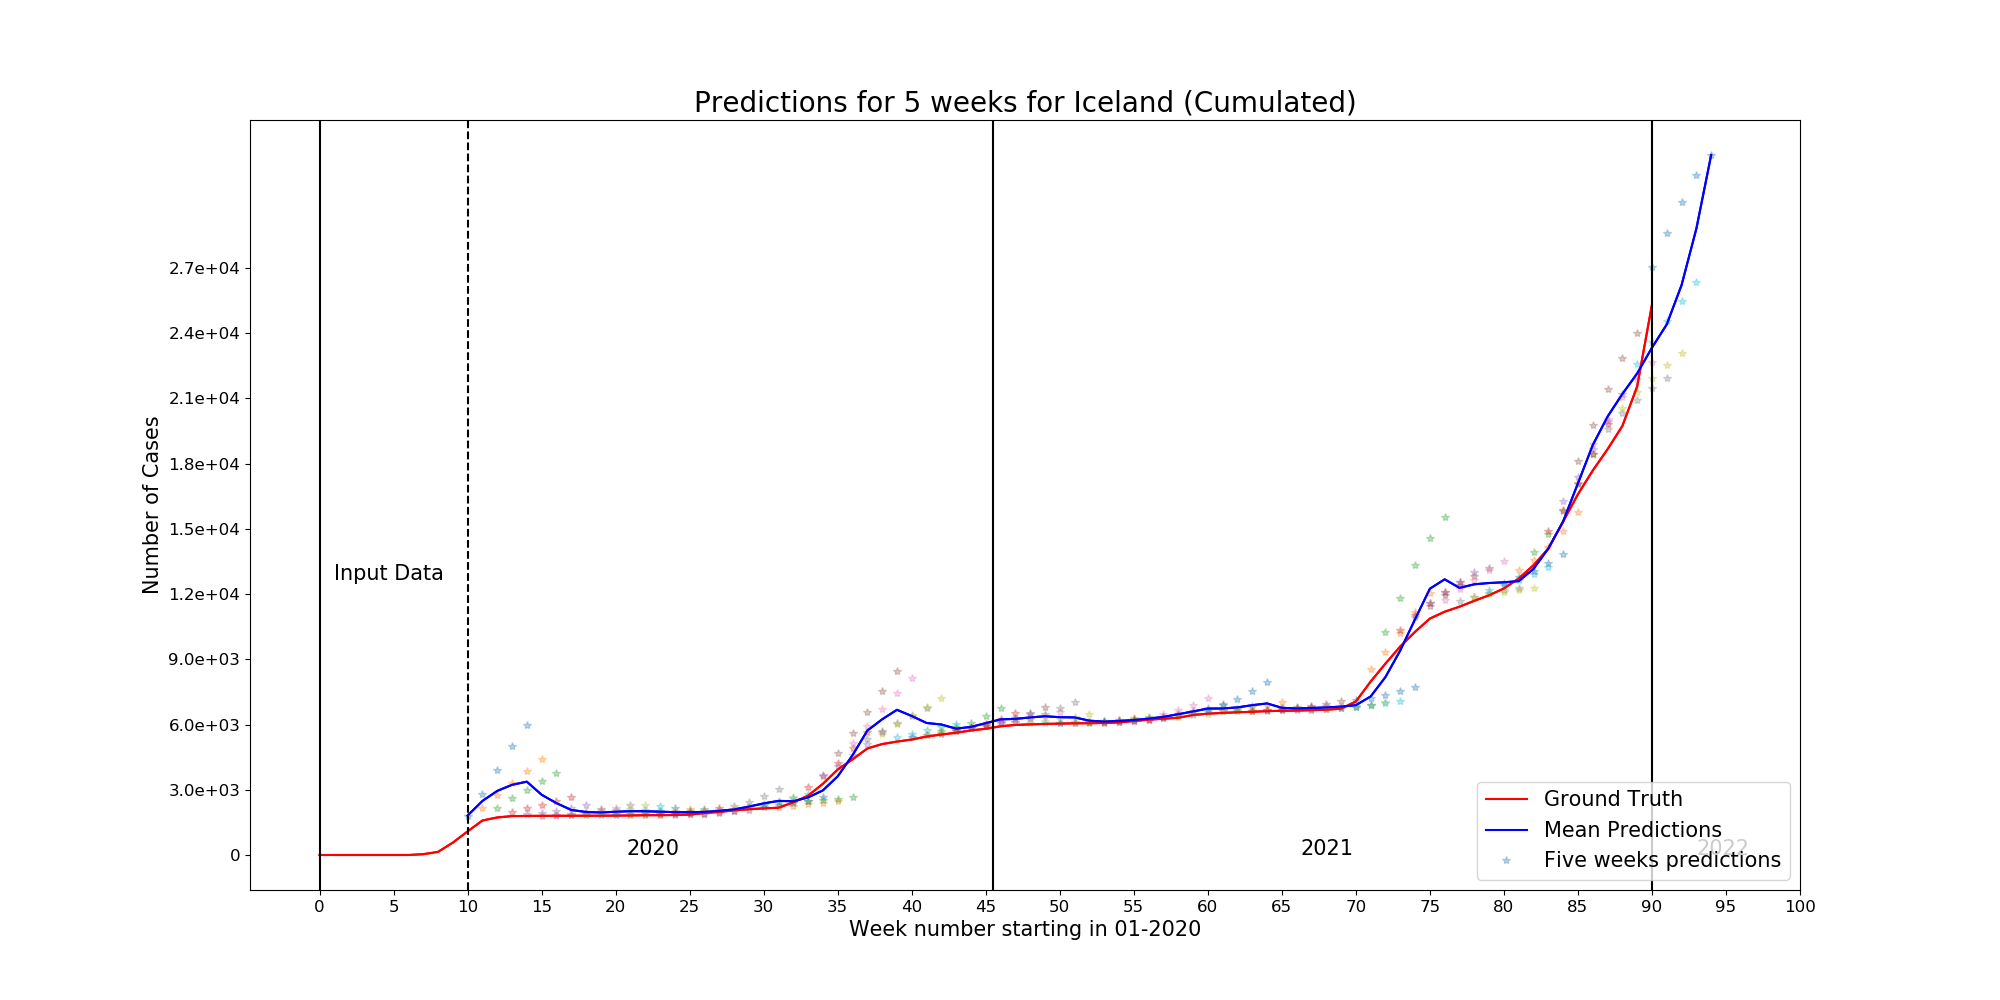 Predictions for 5 weeks for Iceland (Cumulated)
Number of Cases
2.7e+04
2.4e+04
2.1e+04
1.8e+04
1.5e+04
1.2e+04
9.0e+03
6.0e+03
3.0e+03
0
Input Data
2020
2021
2022
Ground Truth
Mean Predictions
Five weeks predictions
0 5 10 15 20 25 30 35 40 45 50 55 60 65 70 75 80 85 90 95 100
Week number starting in 01-2020